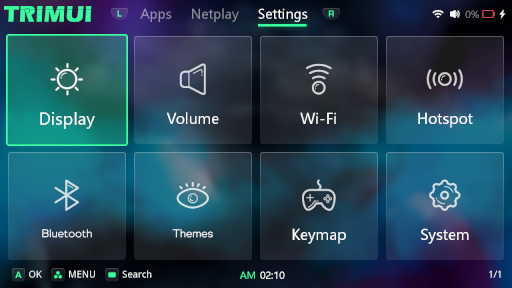 TRIMUI L Apps Netplay Settings R 0%
Display Volume Wi-Fi Hotspot
Bluetooth Themes Keymap System
A OK MENU Search AM 02:10 1/1